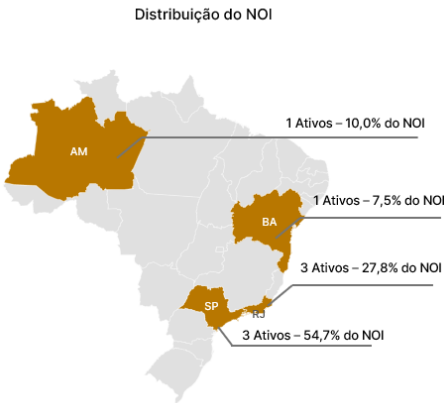 Distribuição do NOI
1 Ativos – 10,0% do NOI
AM
1 Ativos – 7,5% do NOI
BA
3 Ativos – 27,8% do NOI
SP
RJ
3 Ativos – 54,7% do NOI